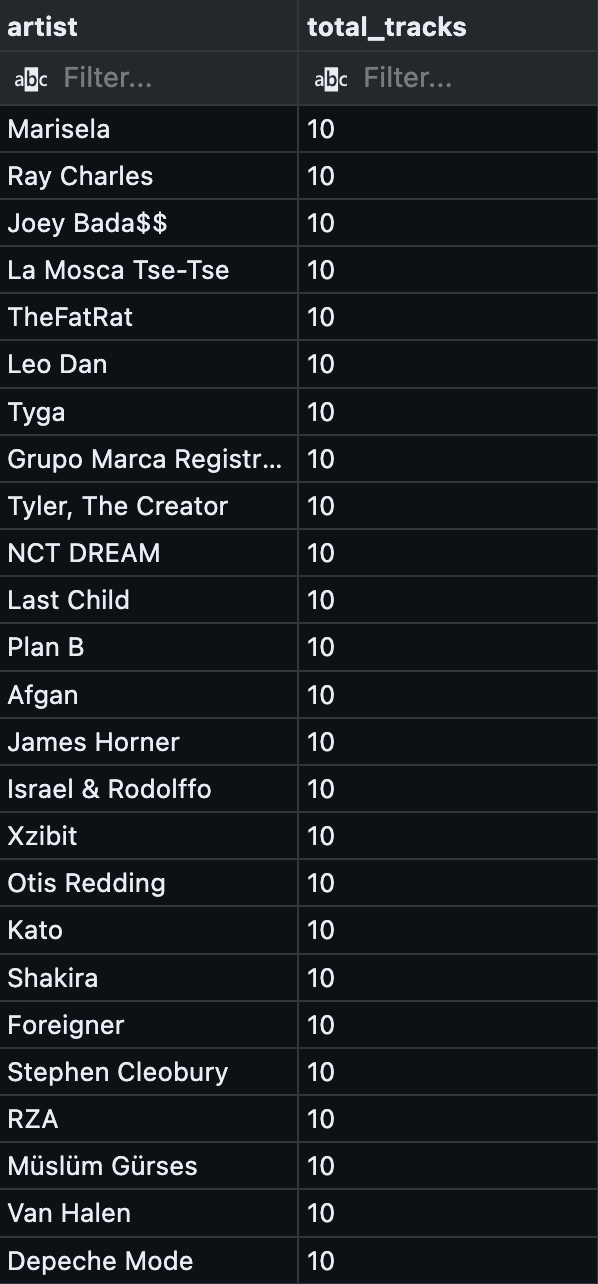 artist total_tracks
abc Filter... abc Filter...
Marisela 10
Ray Charles 10
Joey Bada$$ 10
La Mosca Tse-Tse 10
TheFatRat 10
Leo Dan 10
Tyga 10
Grupo Marca Registr... 10
Tyler, The Creator 10
NCT DREAM 10
Last Child 10
Plan B 10
Afgan 10
James Horner 10
Israel & Rodolffo 10
Xzibit 10
Otis Redding 10
Kato 10
Shakira 10
Foreigner 10
Stephen Cleobury 10
RZA 10
Müslüm Gürses 10
Van Halen 10
Depeche Mode 10